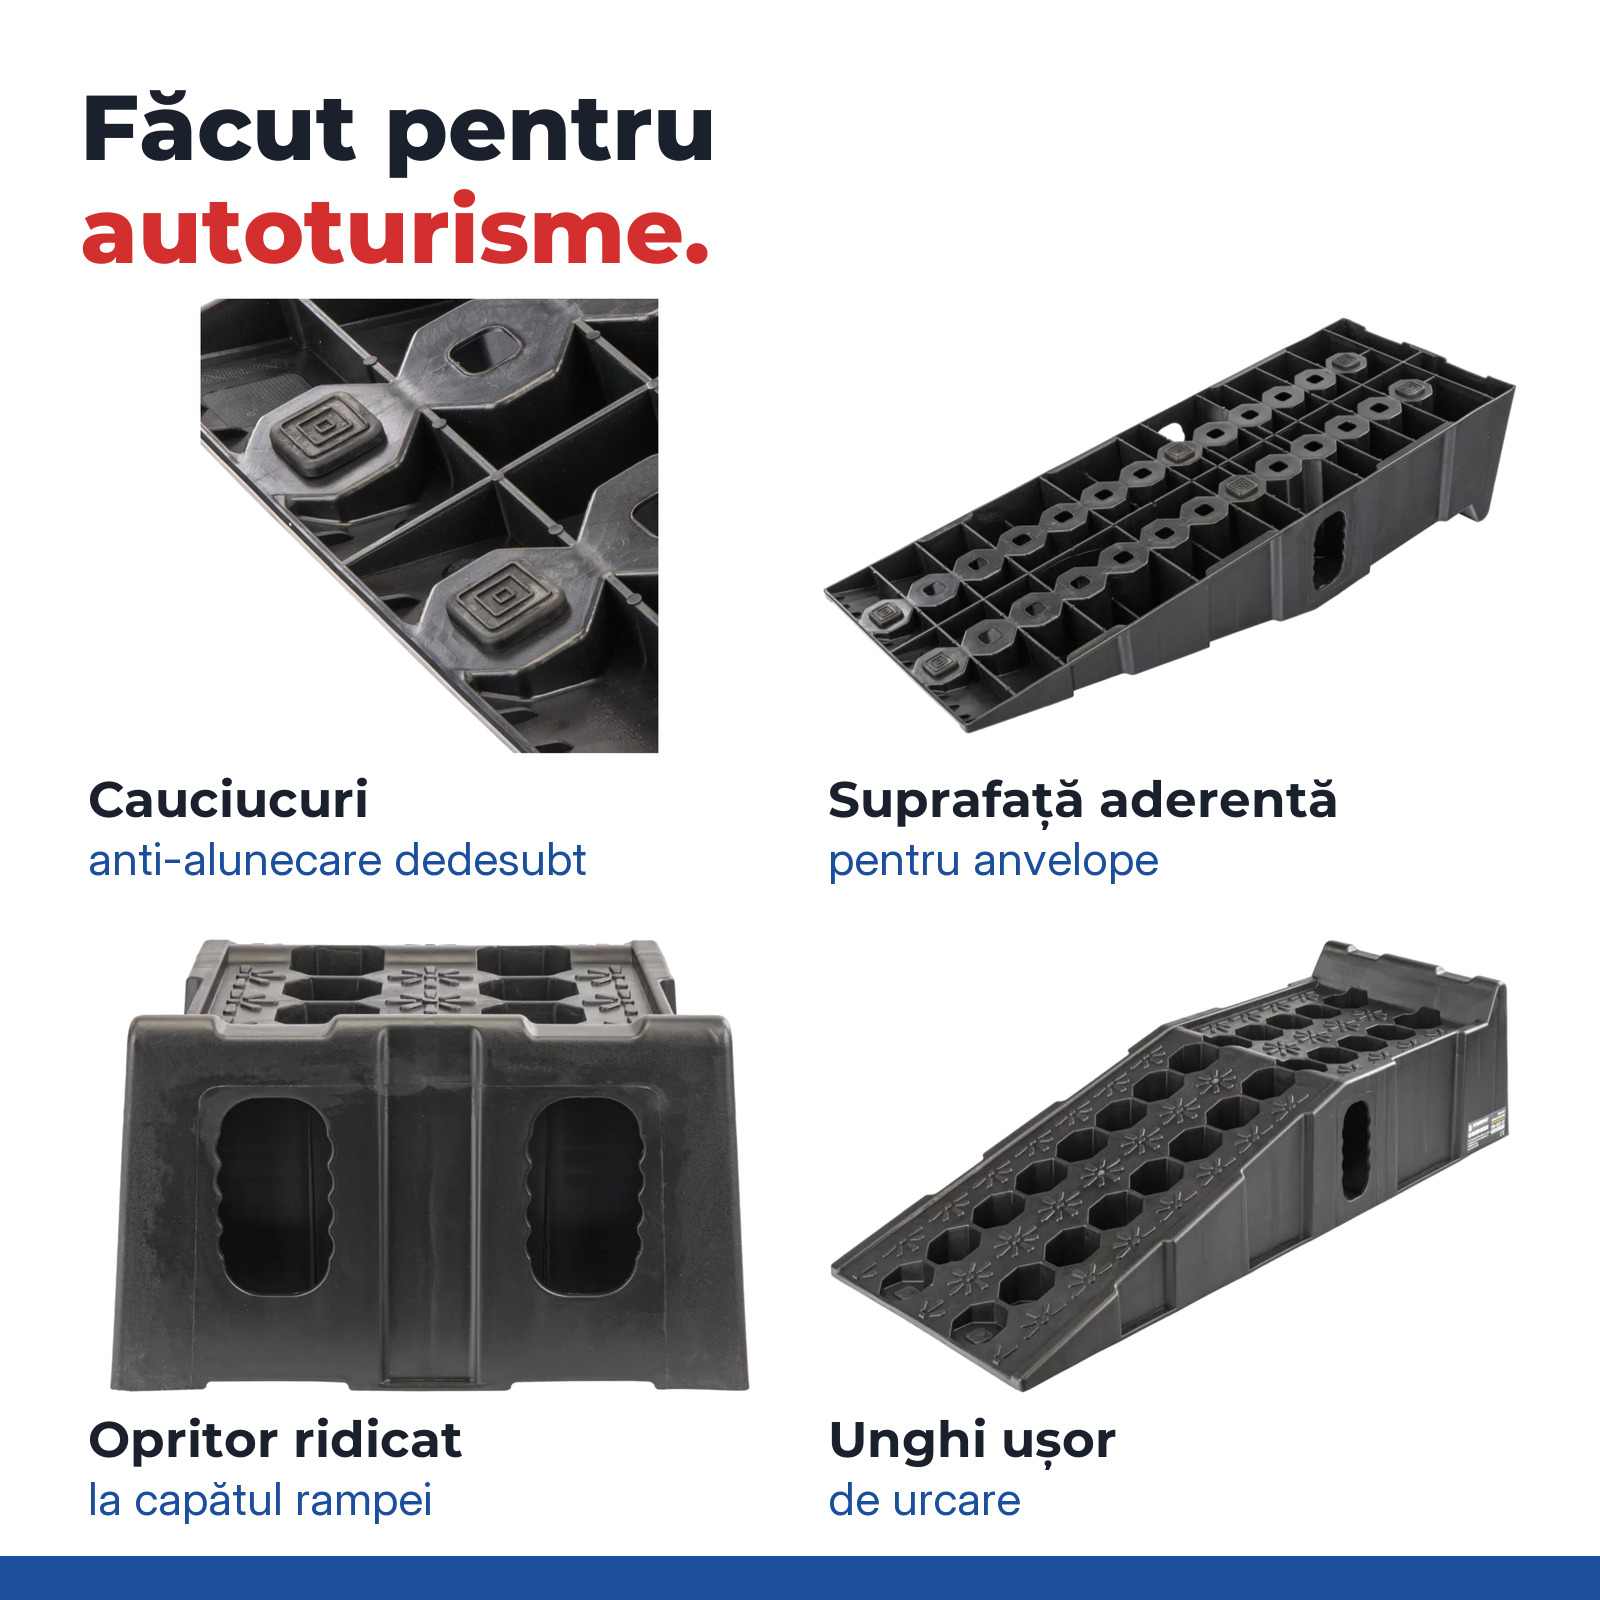 Făcut pentru
autoturisme.
Cauciucuri
anti-alunecare dedesubt
Suprafață aderentă
pentru anvelope
Opritor ridicat
la capătul rampei
Unghi ușor
de urcare